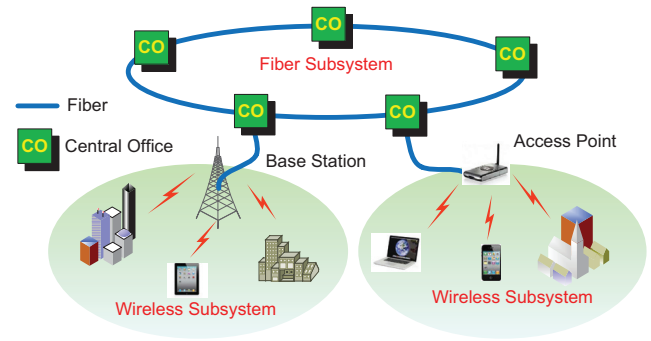 CO
CO
CO
Fiber Subsystem
Fiber
CO
CO
CO
Central Office
Base Station
Access Point
Wireless Subsystem
Wireless Subsystem